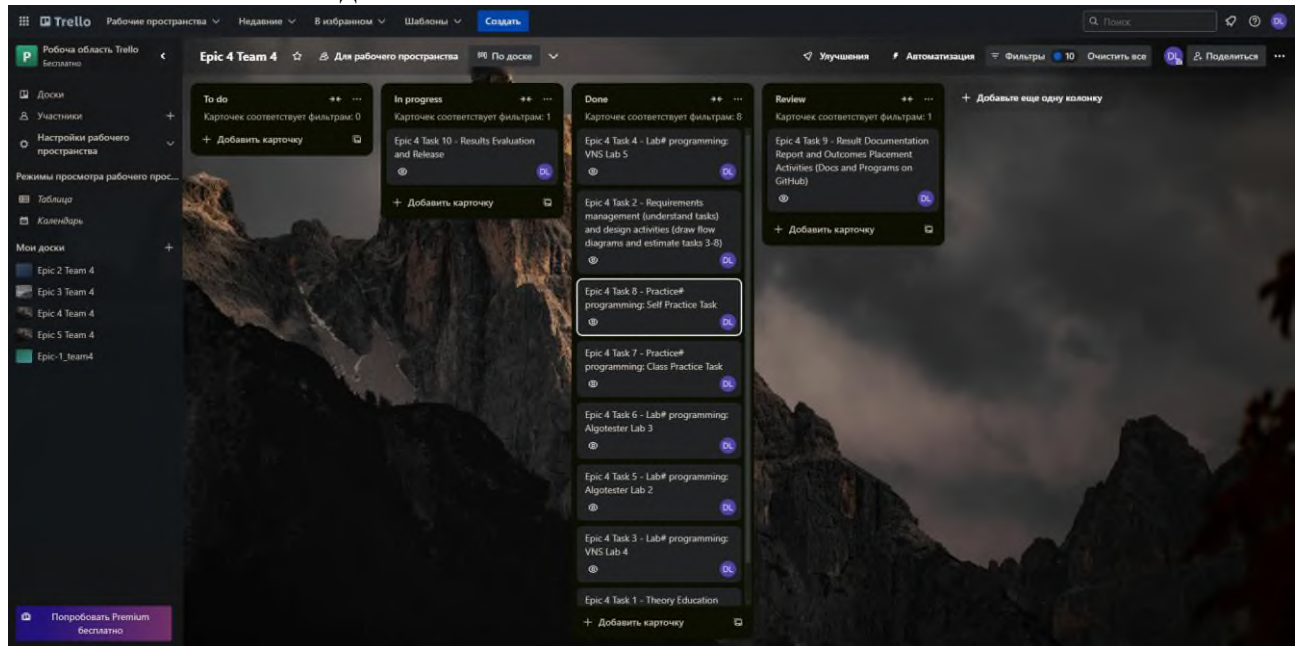 Trello Рабочие пространства Недавние В избранном Шаблоны Создать Поиск
P Робоча область Trello
Бесплатно
Epic 4 Team 4 Для рабочего пространства По доске Улучшения Автоматизация Фильтры 10 Очистить все DL Поделиться
Доски
Участники
Настройки рабочего
пространства
Режимы просмотра рабочего прос...
Таблица
Календарь
Мои доски
Epic 2 Team 4
Epic 3 Team 4
Epic 4 Team 4
Epic 5 Team 4
Epic-1_team4
Попробовать Premium
бесплатно
To do
Карточек соответствует фильтрам: 0
+ Добавить карточку
In progress
Карточек соответствует фильтрам: 1
Epic 4 Task 10 - Results Evaluation
and Release
DL
+ Добавить карточку
Done
Карточек соответствует фильтрам: 8
Epic 4 Task 4 - Lab# programming:
VNS Lab 5
DL
Epic 4 Task 2 - Requirements
management (understand tasks)
and design activities (draw flow
diagrams and estimate tasks 3-8)
DL
Epic 4 Task 8 - Practice#
programming: Self Practice Task
DL
Epic 4 Task 7 - Practice#
programming: Class Practice Task
DL
Epic 4 Task 6 - Lab# programming:
Algotester Lab 3
DL
Epic 4 Task 5 - Lab# programming:
Algotester Lab 2
DL
Epic 4 Task 3 - Lab# programming:
VNS Lab 4
DL
Epic 4 Task 1 - Theory Education
+ Добавить карточку
Review
Карточек соответствует фильтрам: 1
Epic 4 Task 9 - Result Documentation
Report and Outcomes Placement
Activities (Docs and Programs on
GitHub)
DL
+ Добавить карточку
+ Добавьте еще одну колонку